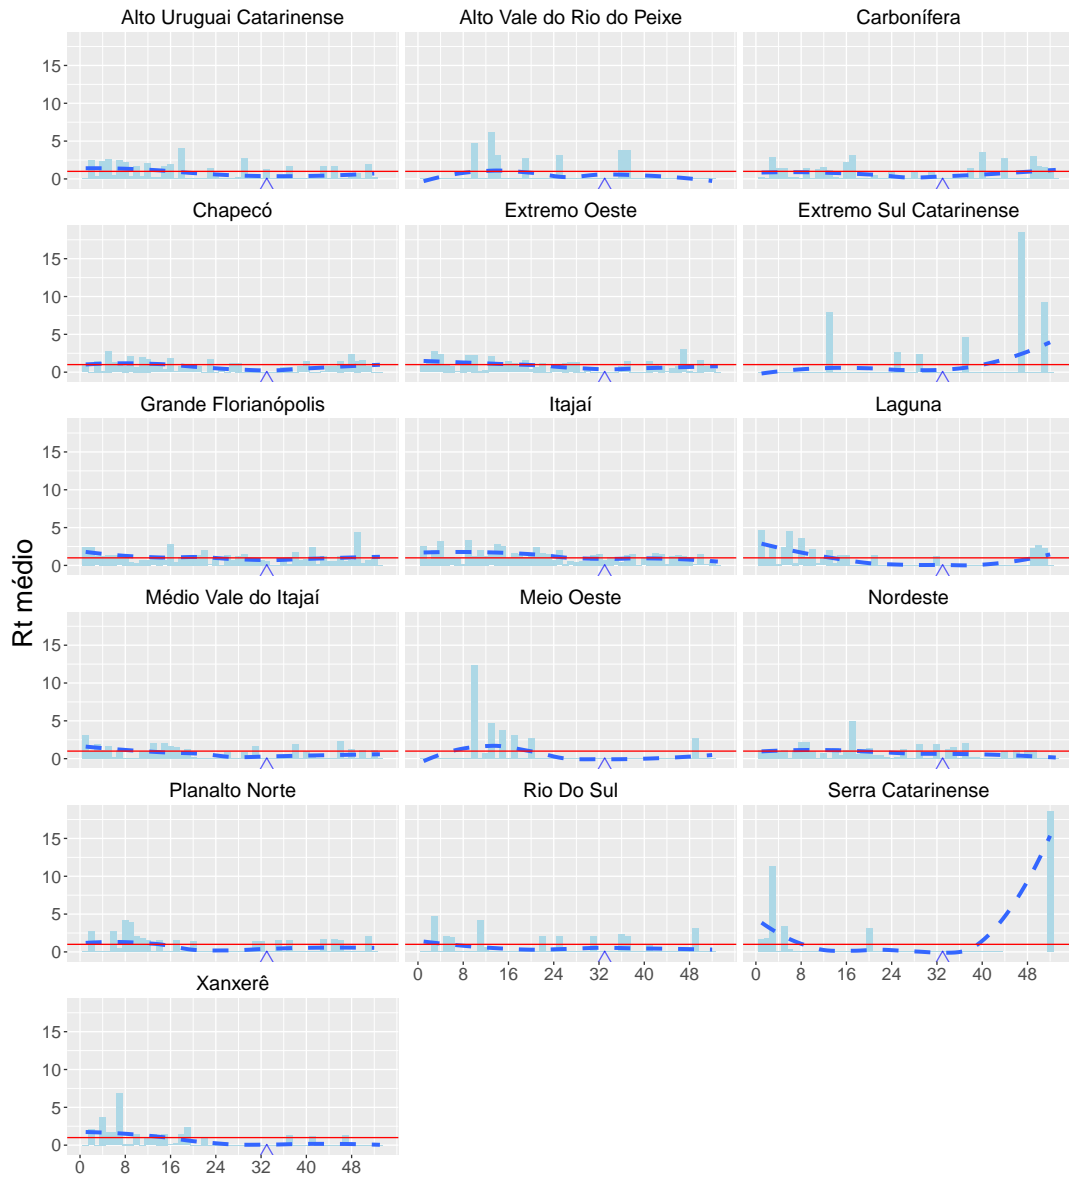 Alto Uruguai Catarinense Alto Vale do Rio do Peixe Carbonífera
15
10
5
0
Chapecó Extremo Oeste Extremo Sul Catarinense
15
10
5
0
Grande Florianópolis Itajaí Laguna
15
10
5
0
Rt médio
Médio Vale do Itajaí Meio Oeste Nordeste
15
10
5
0
Planalto Norte Rio Do Sul Serra Catarinense
15
10
5
0
0 8 16 24 32 40 48 0 8 16 24 32 40 48
Xanxerê
15
10
5
0
0 8 16 24 32 40 48